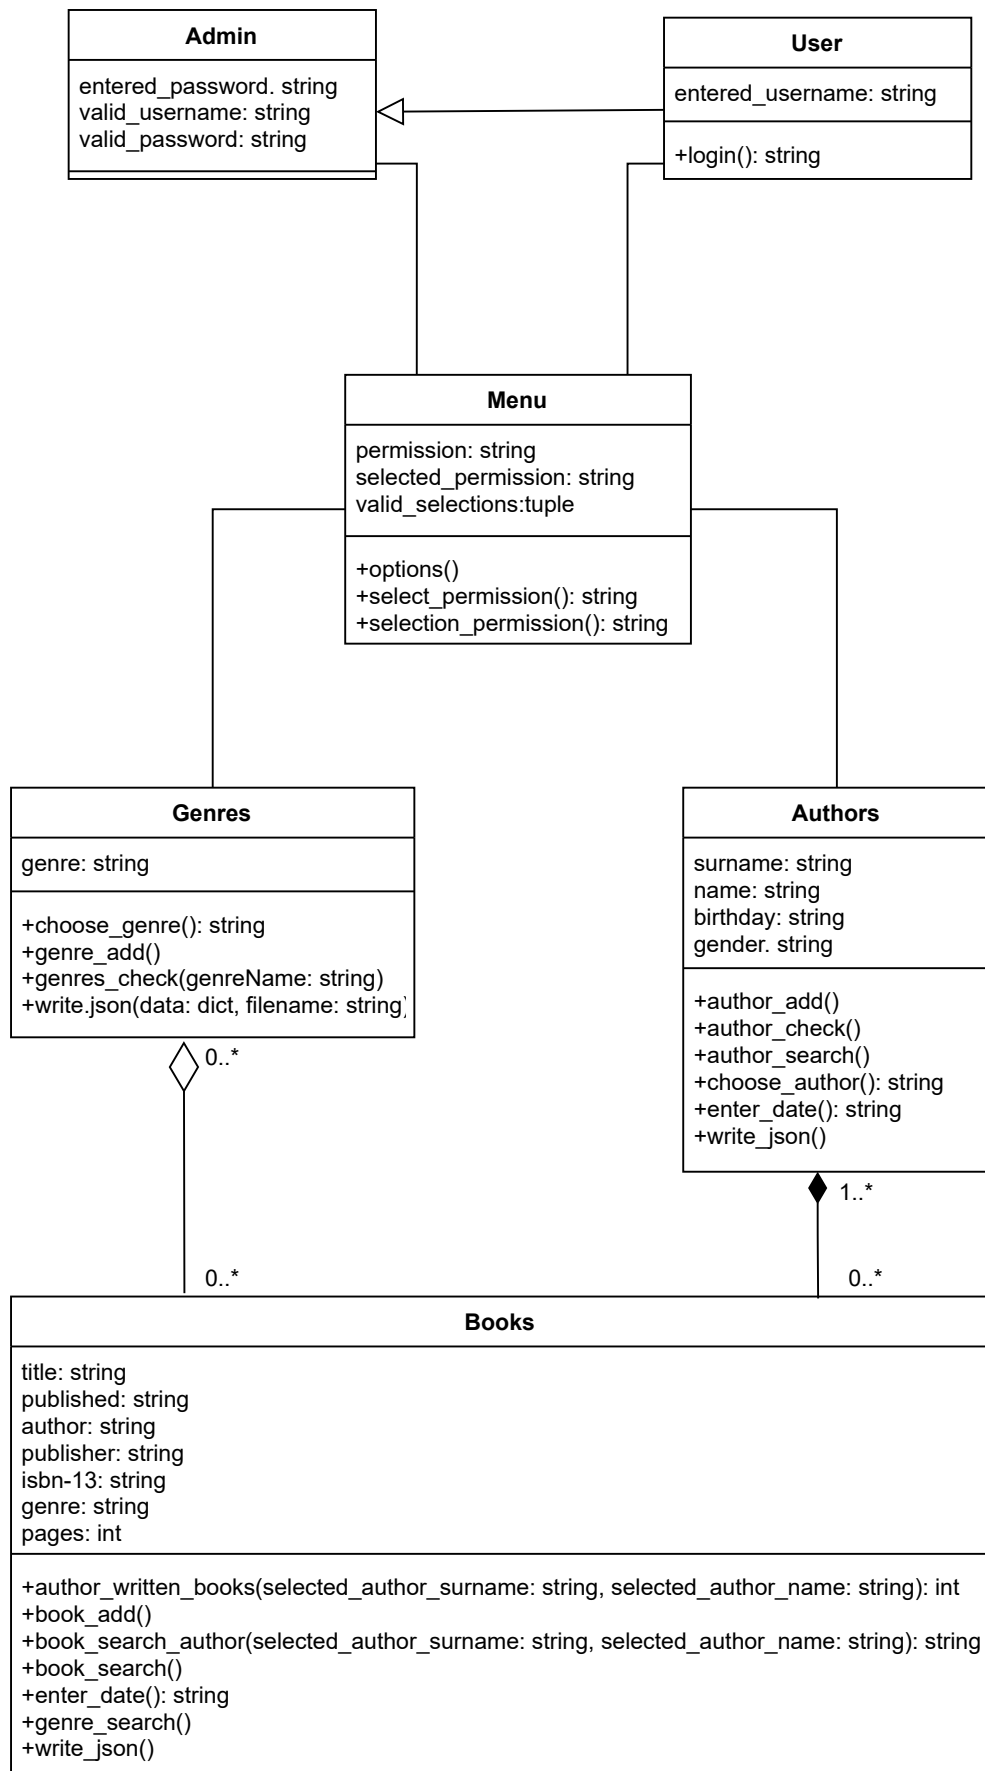 Admin
entered_password. string
valid_username: string
valid_password: string
User
entered_username: string
+login(): string
Menu
permission: string
selected_permission: string
valid_selections:tuple
+options()
+select_permission(): string
+selection_permission(): string
Genres
genre: string
+choose_genre(): string
+genre_add()
+genres_check(genreName: string)
+write.json(data: dict, filename: string)
Authors
surname: string
name: string
birthday: string
gender. string
+author_add()
+author_check()
+author_search()
+choose_author(): string
+enter_date(): string
+write_json()
0..*
1..*
0..*
0..*
Books
title: string
published: string
author: string
publisher: string
isbn-13: string
genre: string
pages: int
+author_written_books(selected_author_surname: string, selected_author_name: string): int
+book_add()
+book_search_author(selected_author_surname: string, selected_author_name: string): string
+book_search()
+enter_date(): string
+genre_search()
+write_json()